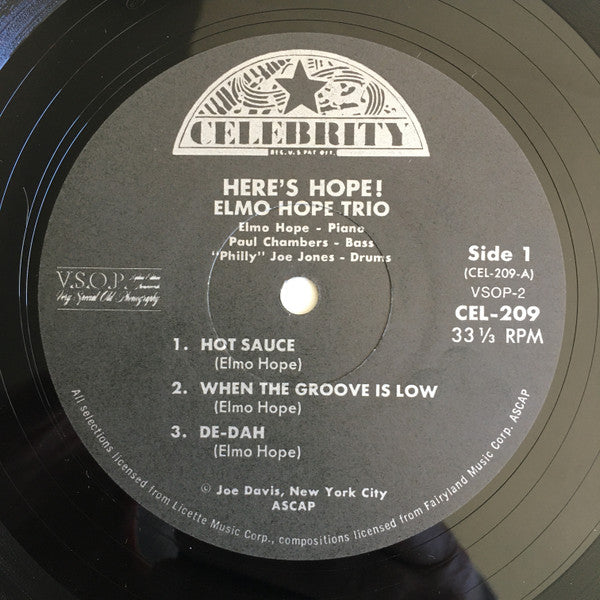 CELEBRITY
REG. U.S. PAT. OFF.
HERE'S HOPE!
ELMO HOPE TRIO
Elmo Hope - Piano
Paul Chambers - Bass
"Philly" Joe Jones - Drums
V.S.O.P.
Very Special Old Phonography
Side 1
(CEL-209-A)
VSOP-2
CEL-209
33 ⅓ RPM
1. HOT SAUCE
(Elmo Hope)
2. WHEN THE GROOVE IS LOW
(Elmo Hope)
3. DE-DAH
(Elmo Hope)
© Joe Davis, New York City
ASCAP
All selections licensed from Licette Music Corp., compositions licensed from Fairyland Music Corp. ASCAP